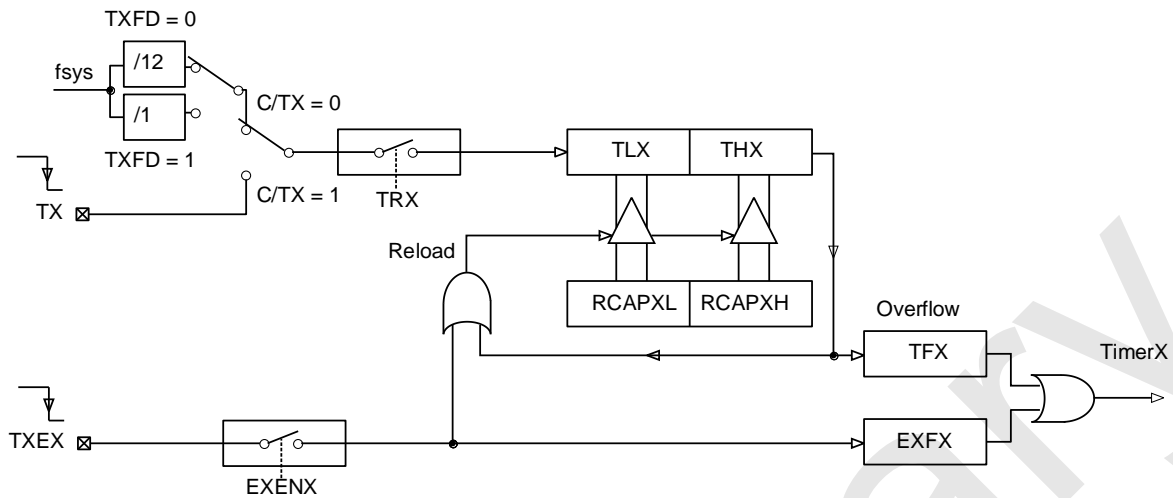 TXFD = 0
/12
fsys
C/TX = 0
/1
TXFD = 1
TX
C/TX = 1
TRX
TLX
THX
Reload
RCAPXL
RCAPXH
Overflow
TFX
TimerX
TXEX
EXENX
EXFX
ary